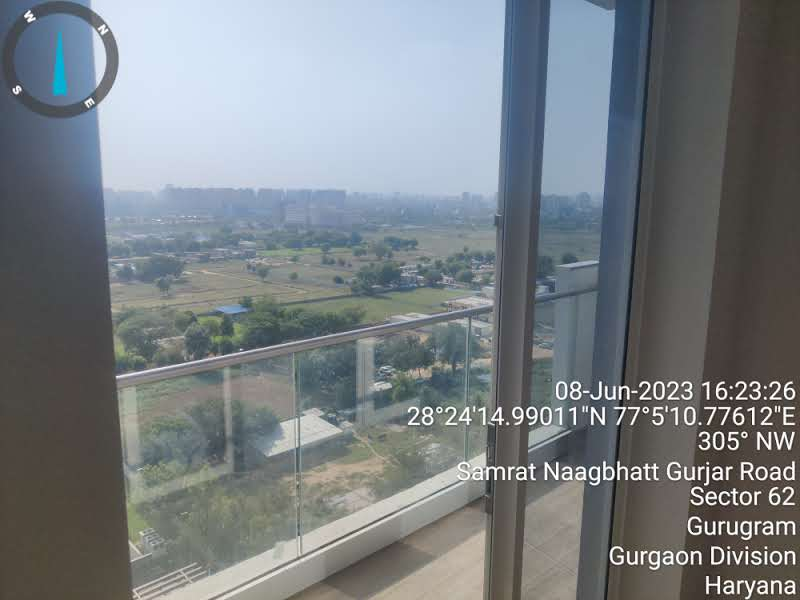 W N
S E
08-Jun-2023 16:23:26
28°24'14.99011"N 77°5'10.77612"E
305° NW
Samrat Naagbhatt Gurjar Road
Sector 62
Gurugram
Gurgaon Division
Haryana